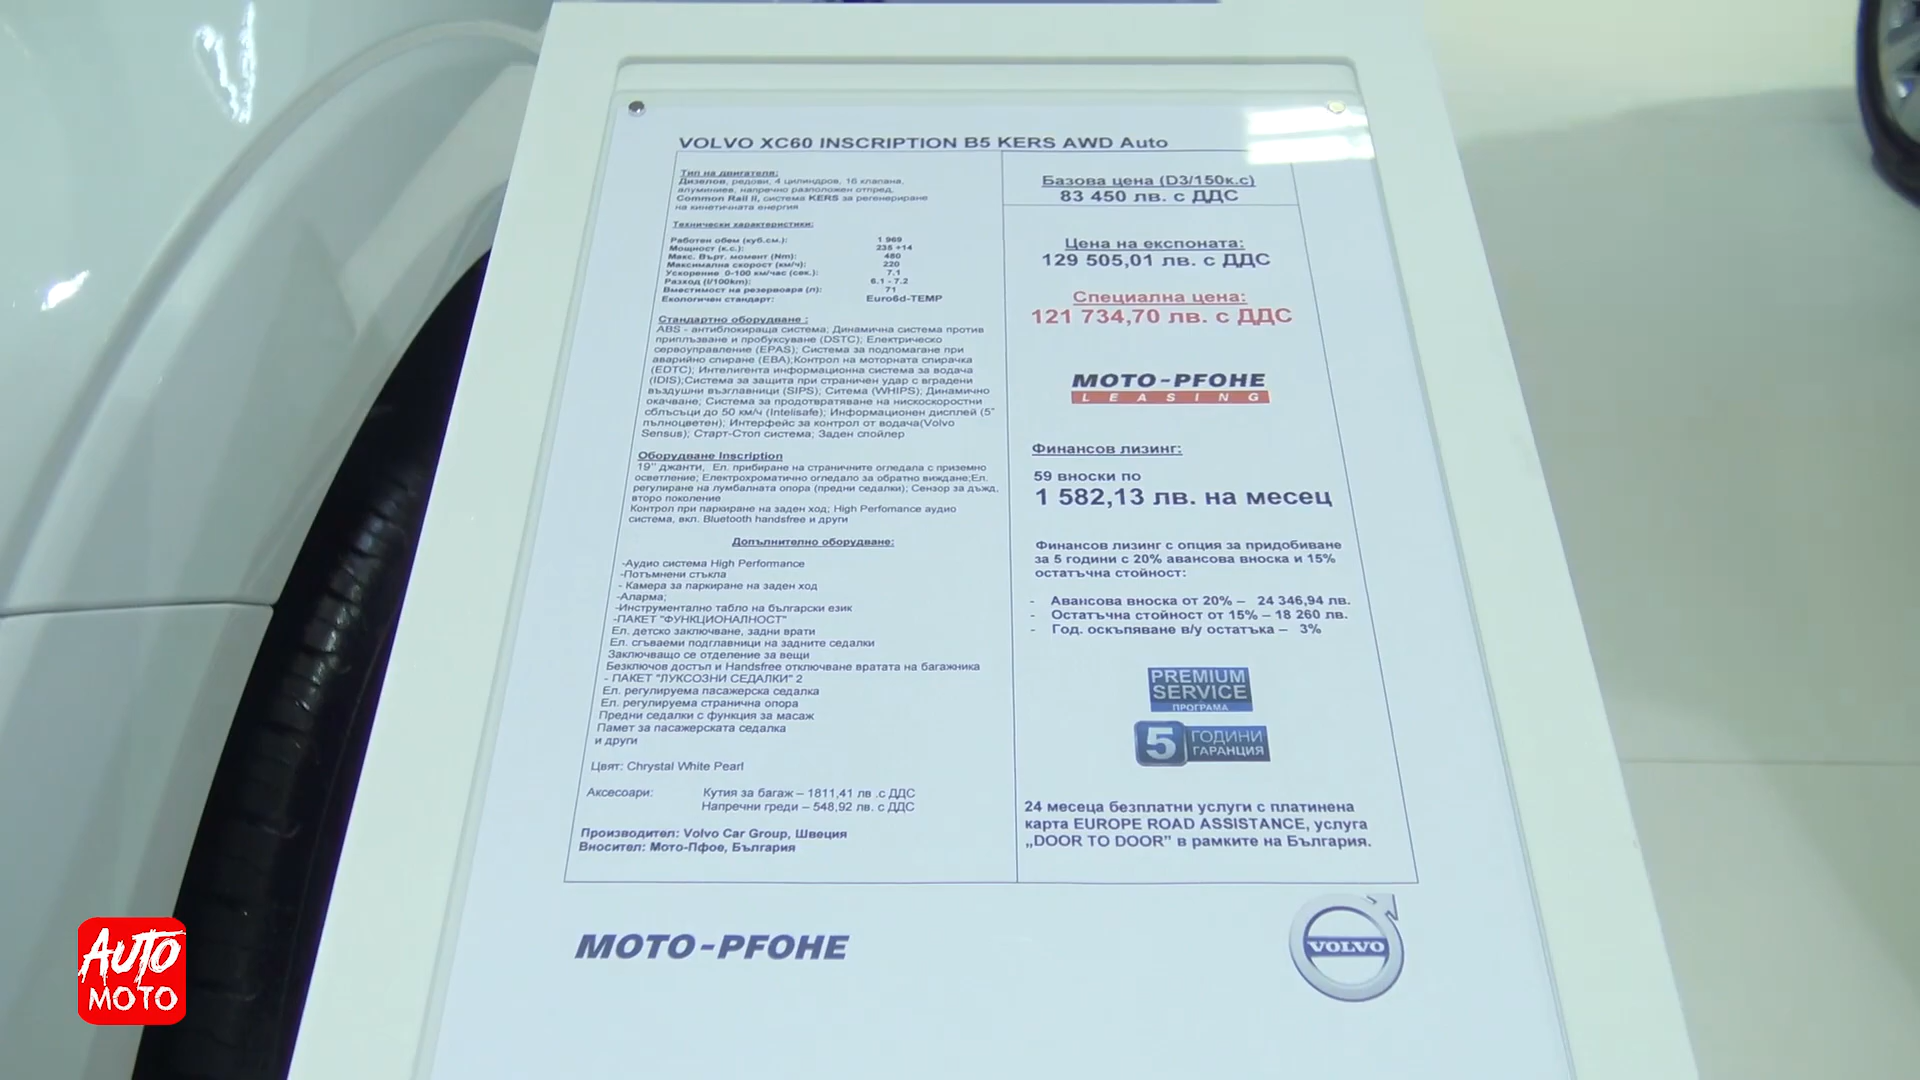 VOLVO XC60 INSCRIPTION B5 KERS AWD Auto
Тип на двигателя:
Дизелов, редови, 4 цилиндров, 16 клапана,
алуминиев, напречно разположен отпред,
Common Rail II, система KERS за регенериране
на кинетичната енергия
Технически характеристики:
Работен обем (куб.см.): 1 969
Мощност (к.с.): 235 +14
Макс. Върт. момент (Nm): 480
Максимална скорост (км/ч): 220
Ускорение 0-100 км/час (сек.): 7.1
Разход (l/100km): 6.1 - 7.2
Вместимост на резервоара (л): 71
Екологичен стандарт: Euro6d-TEMP
Стандартно оборудване :
ABS - антиблокираща система; Динамична система против
приплъзване и пробуксуване (DSTC); Електрическо
сервоуправление (EPAS); Система за подпомагане при
аварийно спиране (EBA);Контрол на моторната спирачка
(EDTC); Интелигента информационна система за водача
(IDIS);Система за защита при страничен удар с вградени
въздушни възглавници (SIPS); Ситема (WHIPS); Динамично
окачване; Система за продотвратяване на нискоскоростни
сблъсъци до 50 км/ч (Intelisafe); Информационен дисплей (5"
пълноцветен); Интерфейс за контрол от водача(Volvo
Sensus); Старт-Стоп система; Заден спойлер
Оборудване Inscription
19'' джанти, Ел. прибиране на страничните огледала с приземно
осветление; Електрохроматично огледало за обратно виждане;Ел.
регулиране на лумбалната опора (предни седалки); Сензор за дъжд,
второ поколение
Контрол при паркиране на заден ход; High Perfomance аудио
система, вкл. Bluetooth handsfree и други
Допълнително оборудване:
-Аудио система High Performance
-Потъмнени стъкла
- Камера за паркиране на заден ход
-Аларма;
-Инструментално табло на български език
-ПАКЕТ "ФУНКЦИОНАЛНОСТ"
Ел. детско заключване, задни врати
Ел. сгъваеми подглавници на задните седалки
Заключващо се отделение за вещи
Безключов достъп и Handsfree отключване вратата на багажника
- ПАКЕТ "ЛУКСОЗНИ СЕДАЛКИ" 2
Ел. регулируема пасажерска седалка
Ел. регулируема странична опора
Предни седалки с функция за масаж
Памет за пасажерската седалка
и други
Цвят: Chrystal White Pearl
Аксесоари: Кутия за багаж – 1811,41 лв .с ДДС
Напречни греди – 548,92 лв. с ДДС
Производител: Volvo Car Group, Швеция
Вносител: Мото-Пфое, България
Базова цена (D3/150к.с)
83 450 лв. с ДДС
Цена на експоната:
129 505,01 лв. с ДДС
Специална цена:
121 734,70 лв. с ДДС
MOTO-PFOHE
LEASING
Финансов лизинг:
59 вноски по
1 582,13 лв. на месец
Финансов лизинг с опция за придобиване
за 5 години с 20% авансова вноска и 15%
остатъчна стойност:
- Авансова вноска от 20% – 24 346,94 лв.
- Остатъчна стойност от 15% – 18 260 лв.
- Год. оскъпяване в/у остатъка – 3%
PREMIUM
SERVICE
ПРОГРАМА
5 ГОДИНИ
ГАРАНЦИЯ
24 месеца безплатни услуги с платинена
карта EUROPE ROAD ASSISTANCE, услуга
„DOOR TO DOOR” в рамките на България.
MOTO-PFOHE
VOLVO
AUTO
MOTO